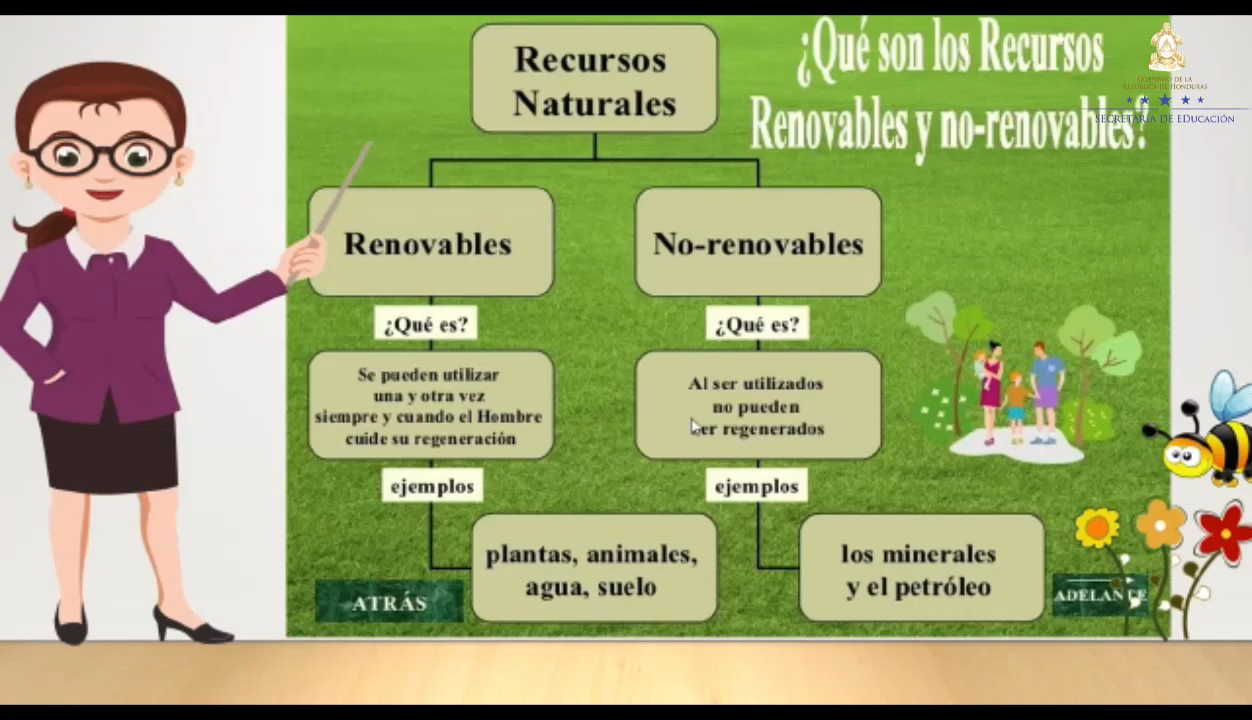 ¿Qué son los Recursos
Renovables y no-renovables?
GOBIERNO DE LA
REPÚBLICA DE HONDURAS
SECRETARÍA DE EDUCACIÓN
Recursos
Naturales
Renovables
No-renovables
¿Qué es?
¿Qué es?
Se pueden utilizar
una y otra vez
siempre y cuando el Hombre
cuide su regeneración
Al ser utilizados
no pueden
ser regenerados
ejemplos
ejemplos
plantas, animales,
agua, suelo
los minerales
y el petróleo
ATRÁS
ADELANTE